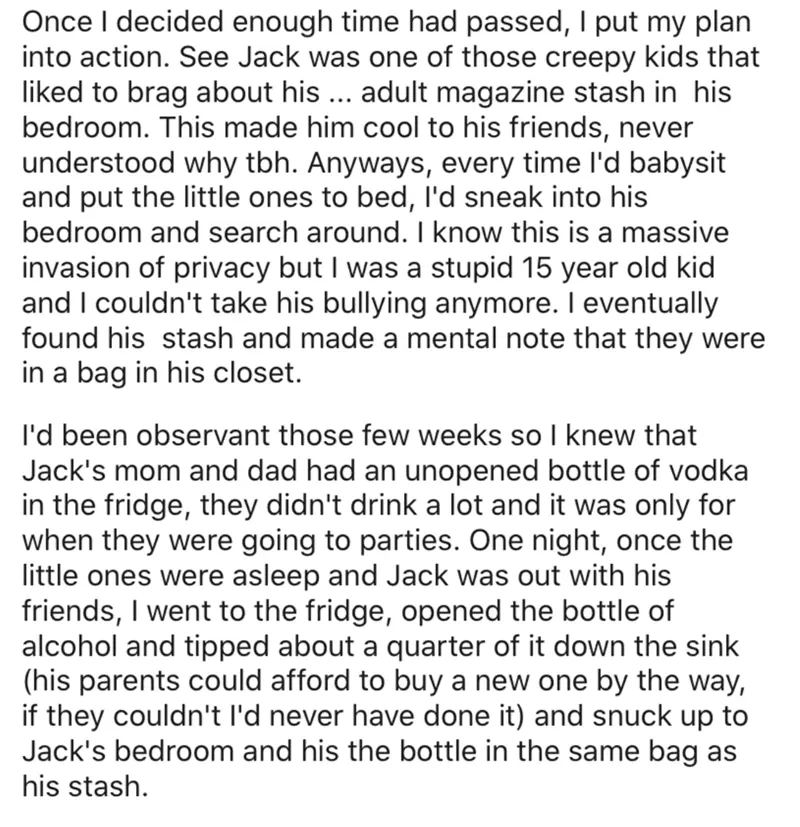 Once I decided enough time had passed, I put my plan
into action. See Jack was one of those creepy kids that
liked to brag about his ... adult magazine stash in  his
bedroom. This made him cool to his friends, never
understood why tbh. Anyways, every time I'd babysit
and put the little ones to bed, I'd sneak into his
bedroom and search around. I know this is a massive
invasion of privacy but I was a stupid 15 year old kid
and I couldn't take his bullying anymore. I eventually
found his  stash and made a mental note that they were
in a bag in his closet.
I'd been observant those few weeks so I knew that
Jack's mom and dad had an unopened bottle of vodka
in the fridge, they didn't drink a lot and it was only for
when they were going to parties. One night, once the
little ones were asleep and Jack was out with his
friends, I went to the fridge, opened the bottle of
alcohol and tipped about a quarter of it down the sink
(his parents could afford to buy a new one by the way,
if they couldn't I'd never have done it) and snuck up to
Jack's bedroom and his the bottle in the same bag as
his stash.